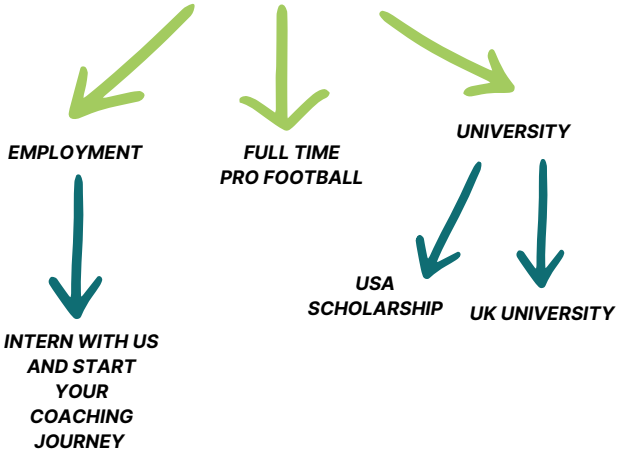 EMPLOYMENT
FULL TIME
PRO FOOTBALL
UNIVERSITY
INTERN WITH US
AND START
YOUR
COACHING
JOURNEY
USA
SCHOLARSHIP
UK UNIVERSITY